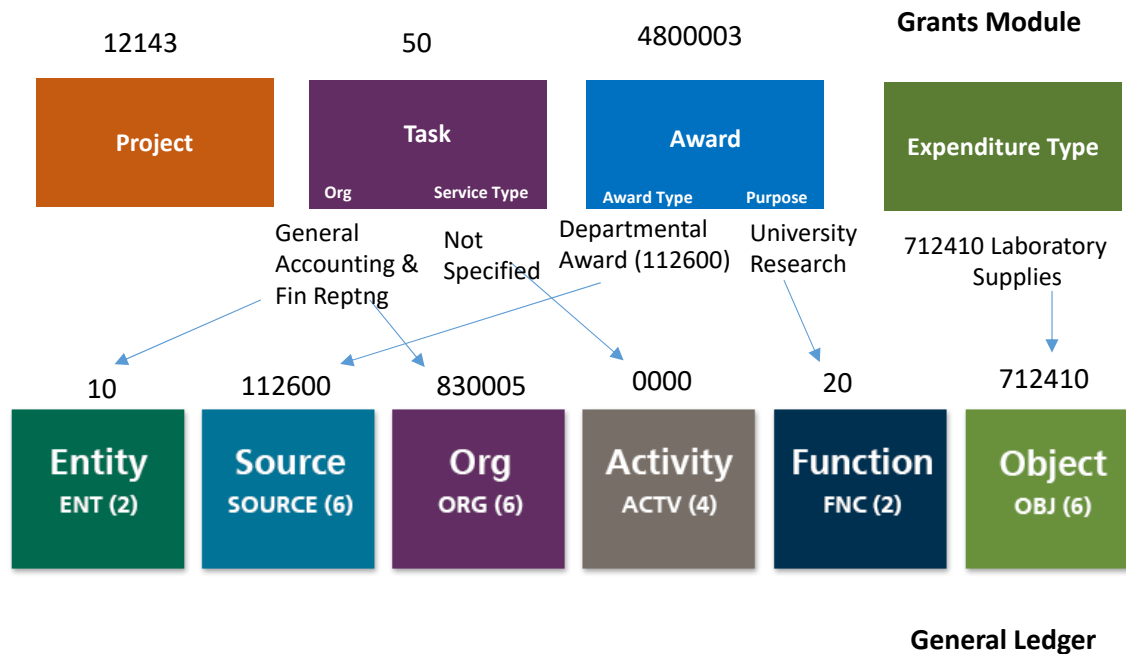 Grants Module
12143
50
4800003
Project
Task
Org
Service Type
Award
Award Type
Purpose
Expenditure Type
General
Accounting &
Fin Reptng
Not
Specified
Departmental
Award (112600)
University
Research
712410 Laboratory
Supplies
10
112600
830005
0000
20
712410
Entity
ENT (2)
Source
SOURCE (6)
Org
ORG (6)
Activity
ACTV (4)
Function
FNC (2)
Object
OBJ (6)
General Ledger